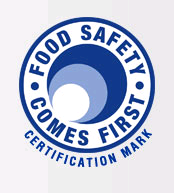 • FOOD SAFETY •
COMES FIRST
CERTIFICATION MARK